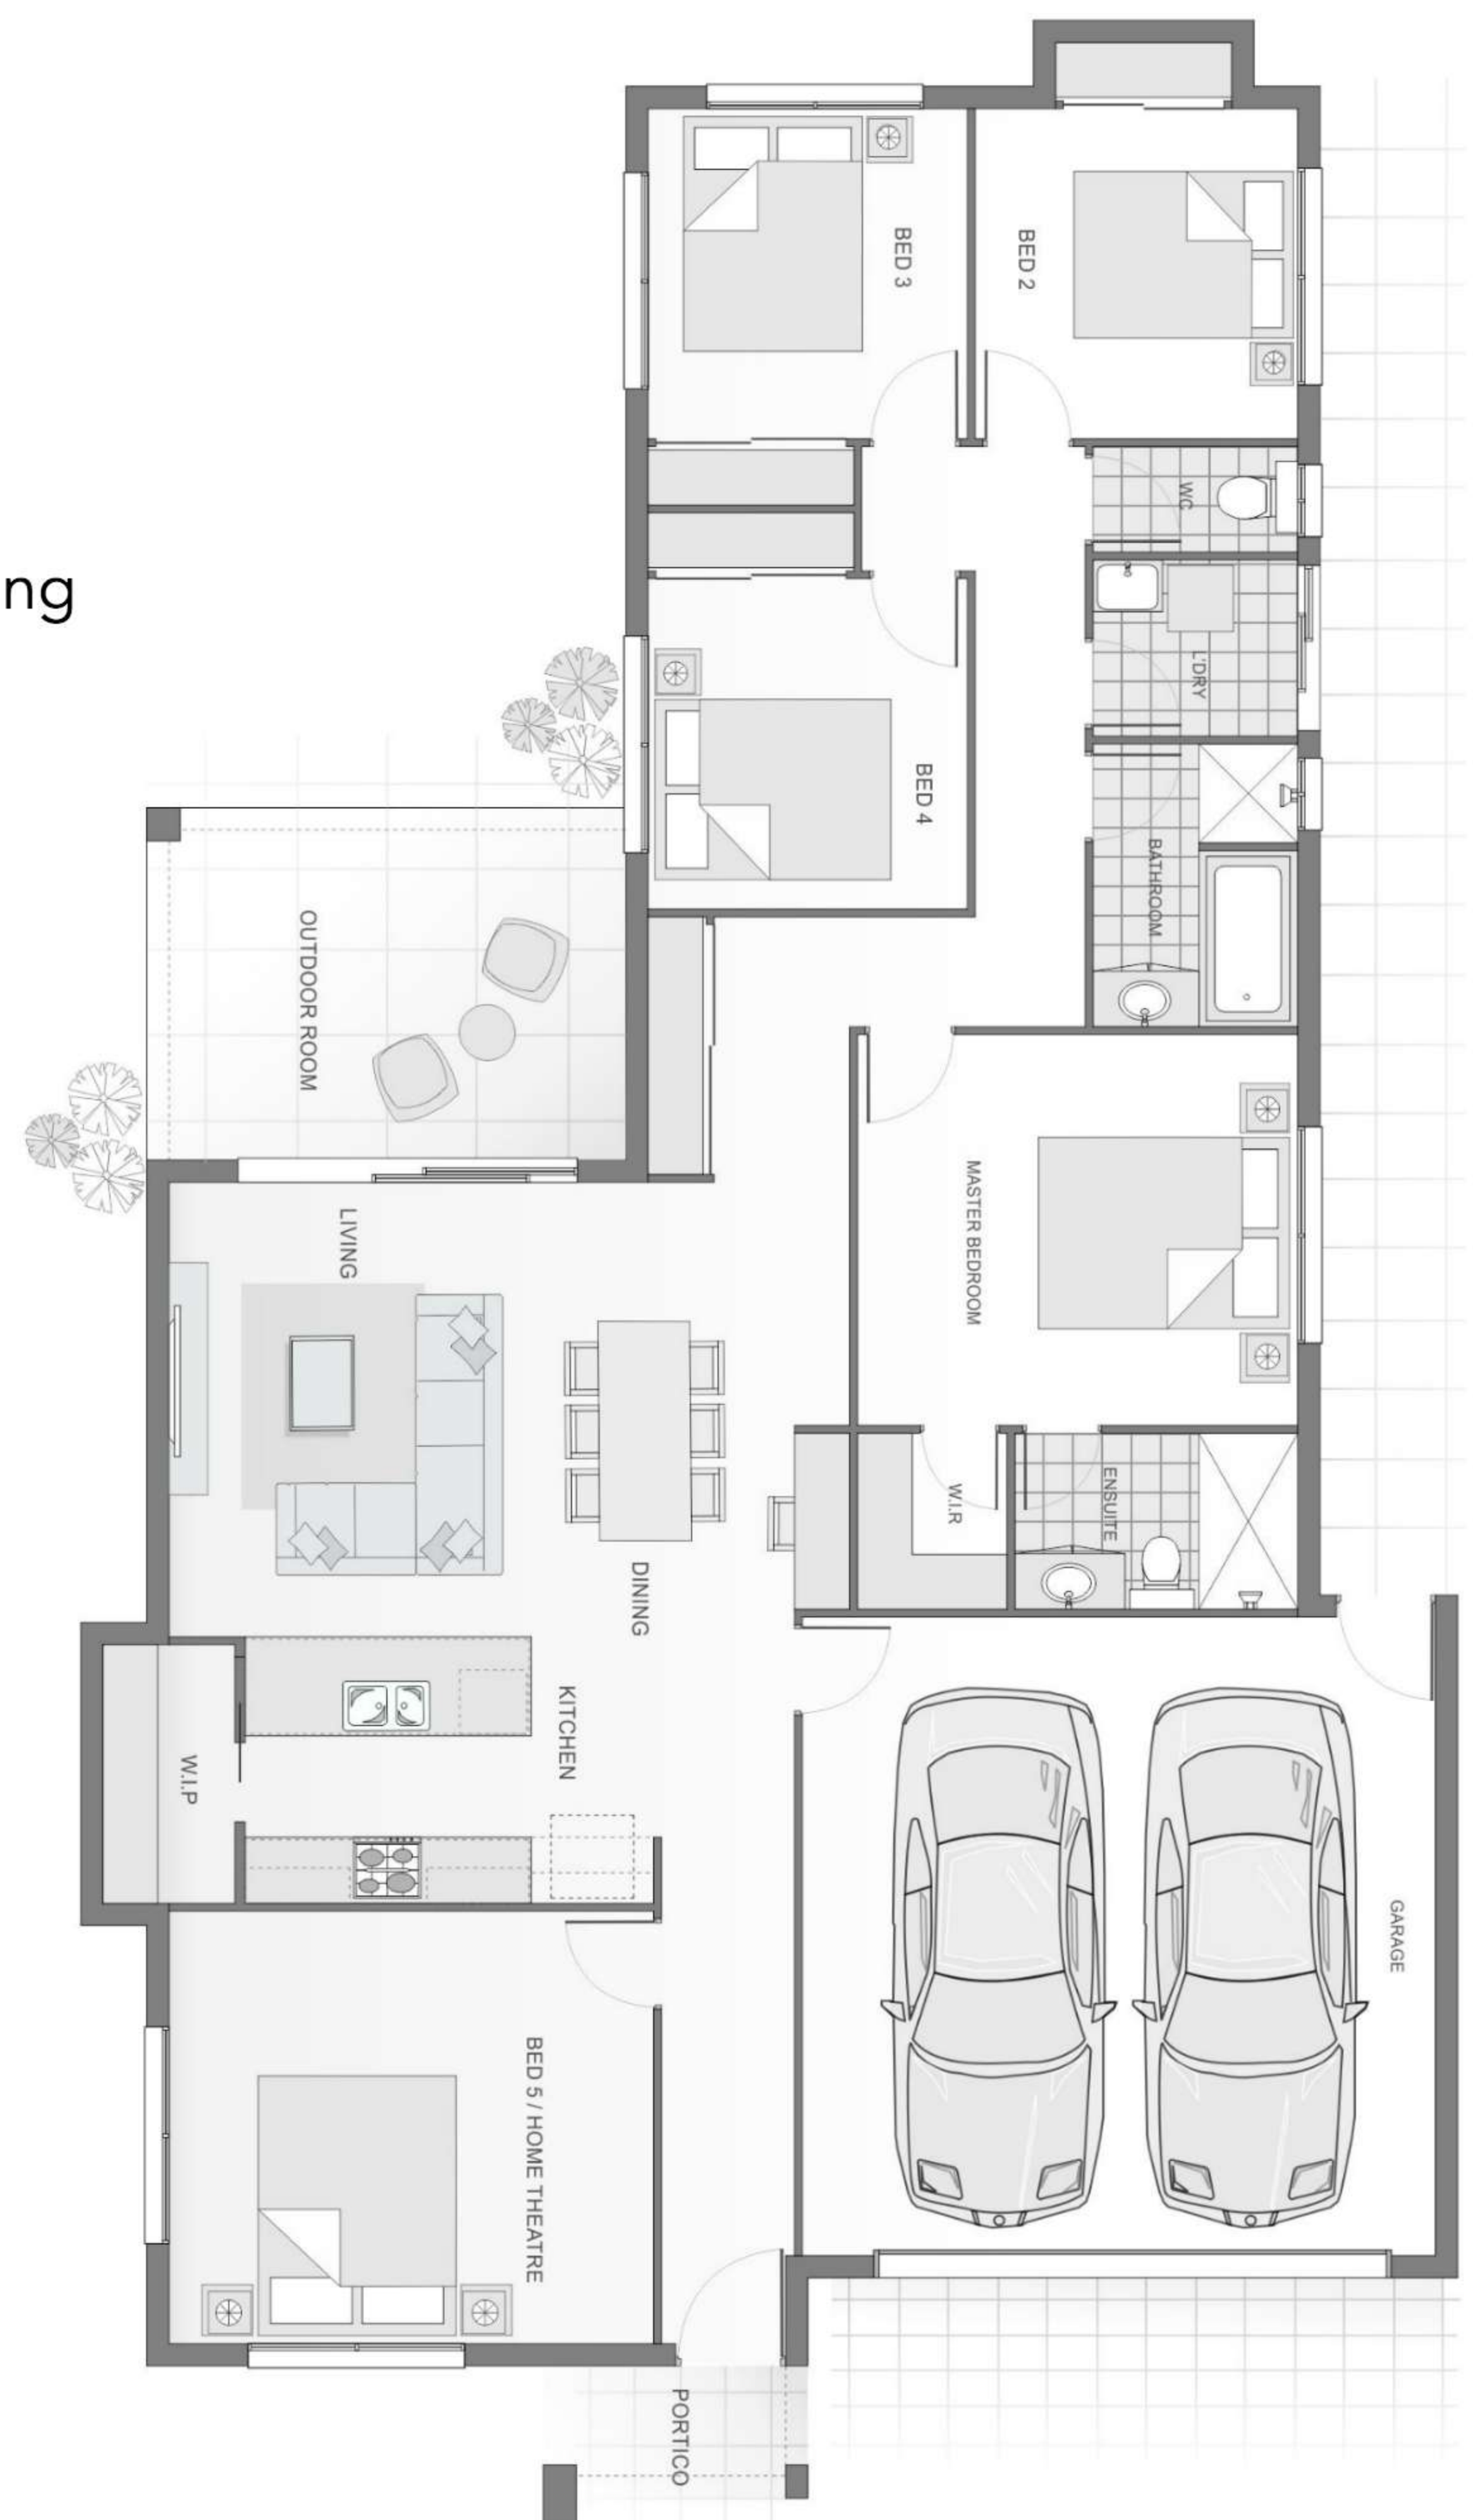 BED 3
BED 2
WC
ng
L'DRY
BED 4
BATHROOM
OUTDOOR ROOM
MASTER BEDROOM
LIVING
W.I.R
ENSUITE
DINING
KITCHEN
W.I.P
GARAGE
BED 5 / HOME THEATRE
PORTICO